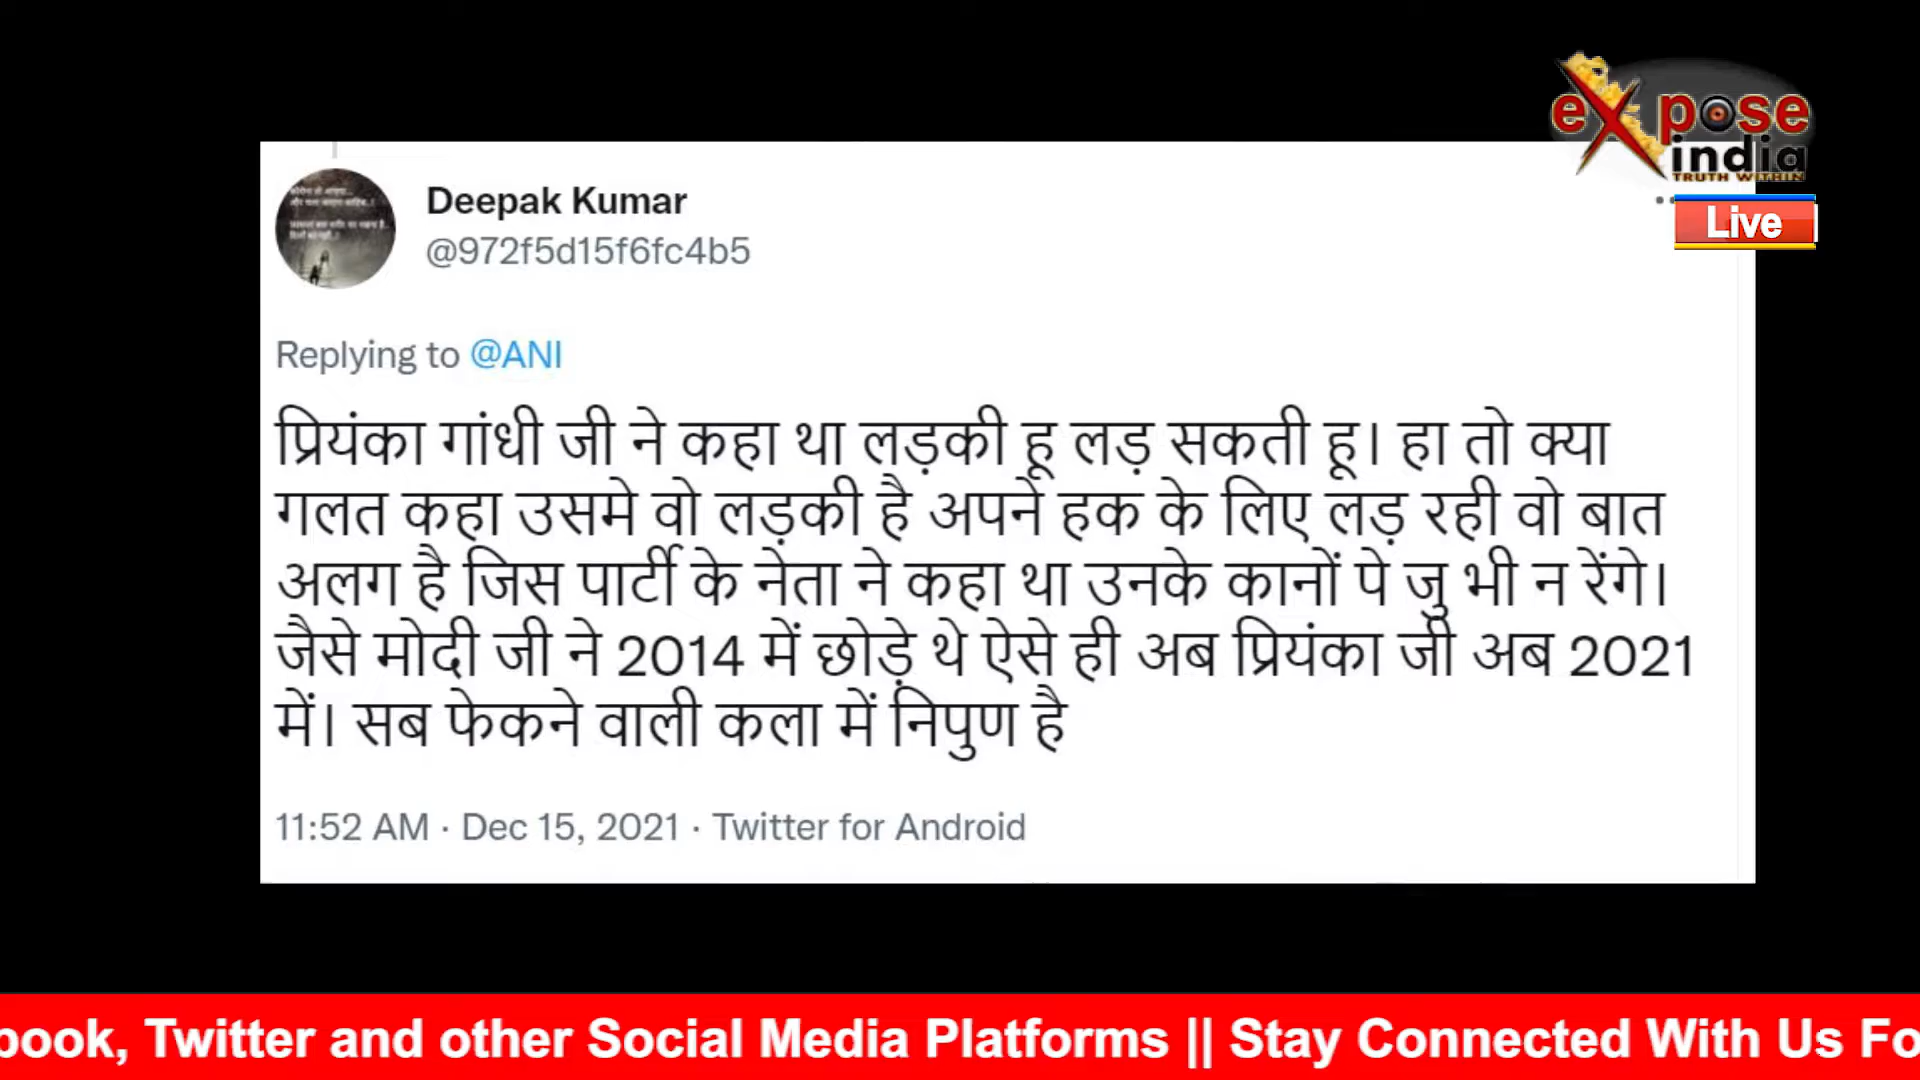 eXpose
india
TRUTH WITHIN
Live
Deepak Kumar
@972f5d15f6fc4b5
Replying to @ANI
प्रियंका गांधी जी ने कहा था लड़की हू लड़ सकती हू। हा तो क्या
गलत कहा उसमे वो लड़की है अपने हक के लिए लड़ रही वो बात
अलग है जिस पार्टी के नेता ने कहा था उनके कानों पे जु भी न रेंगे।
जैसे मोदी जी ने 2014 में छोड़े थे ऐसे ही अब प्रियंका जी अब 2021
में। सब फेकने वाली कला में निपुण है
11:52 AM · Dec 15, 2021 · Twitter for Android
book, Twitter and other Social Media Platforms || Stay Connected With Us Fo